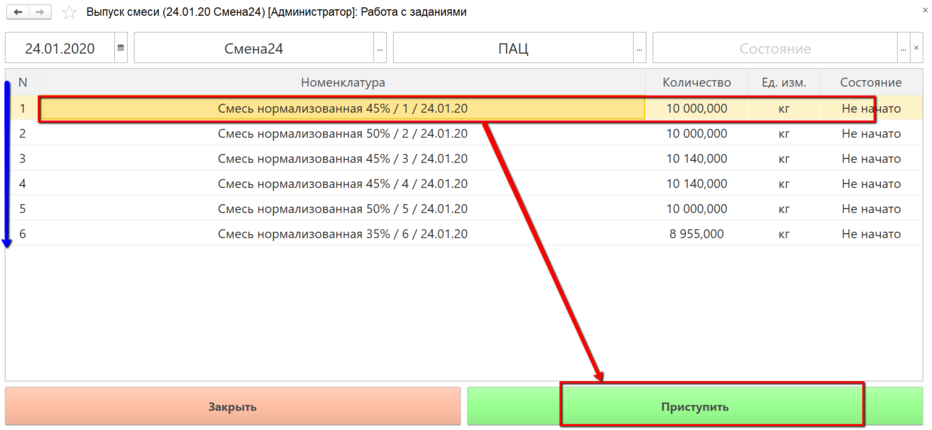 Выпуск смеси (24.01.20 Смена24) [Администратор]: Работа с заданиями
24.01.2020 Смена24 ... ПАЦ ... Состояние ... ×
N Номенклатура Количество Ед. изм. Состояние
1 Смесь нормализованная 45% / 1 / 24.01.20 10 000,000 кг Не начато
2 Смесь нормализованная 50% / 2 / 24.01.20 10 000,000 кг Не начато
3 Смесь нормализованная 45% / 3 / 24.01.20 10 140,000 кг Не начато
4 Смесь нормализованная 45% / 4 / 24.01.20 10 140,000 кг Не начато
5 Смесь нормализованная 50% / 5 / 24.01.20 10 000,000 кг Не начато
6 Смесь нормализованная 35% / 6 / 24.01.20 8 955,000 кг Не начато
Закрыть Приступить